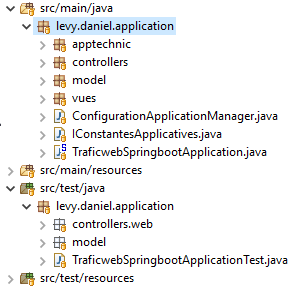 src/main/java
levy.daniel.application
apptechnic
controllers
model
vues
ConfigurationApplicationManager.java
IConstantesApplicatives.java
TraficwebSpringbootApplication.java
src/main/resources
src/test/java
levy.daniel.application
controllers.web
model
TraficwebSpringbootApplicationTest.java
src/test/resources